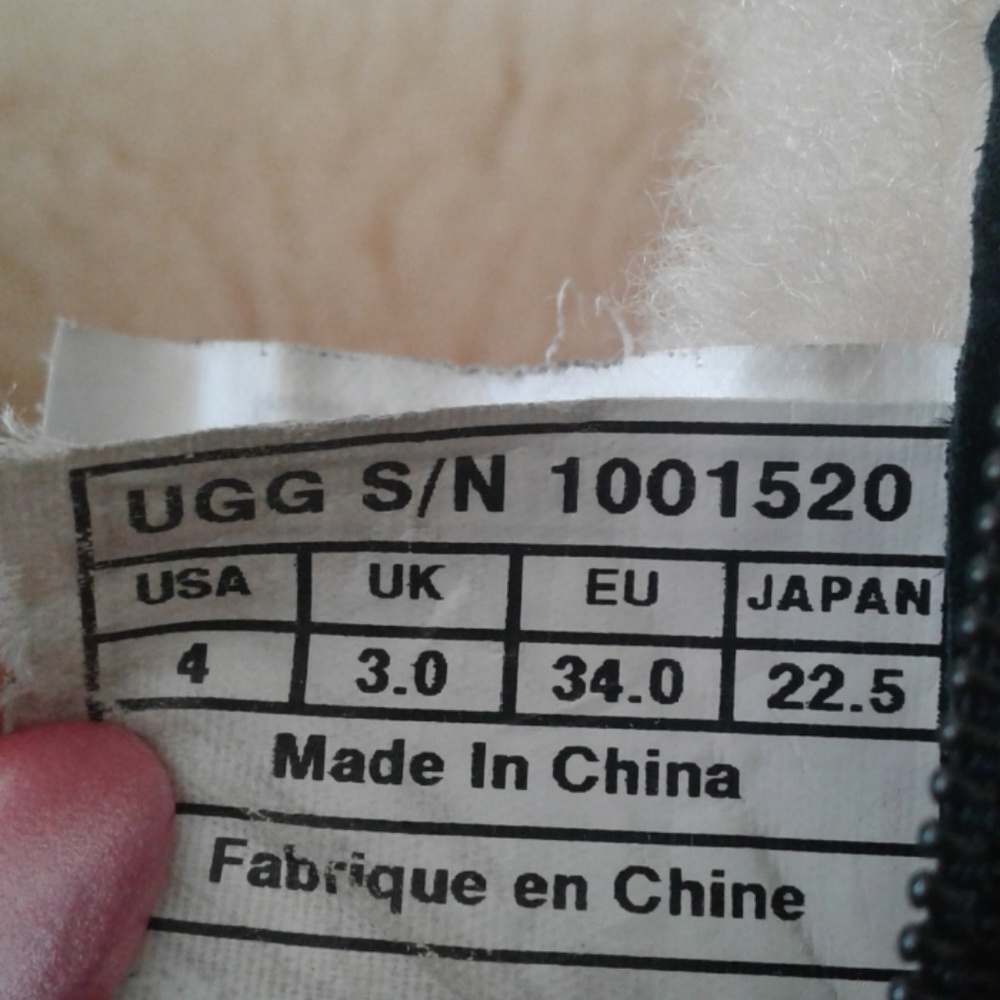 UGG S/N 1001520
USA UK EU JAPAN
4 3.0 34.0 22.5
Made In China
Fabrique en Chine